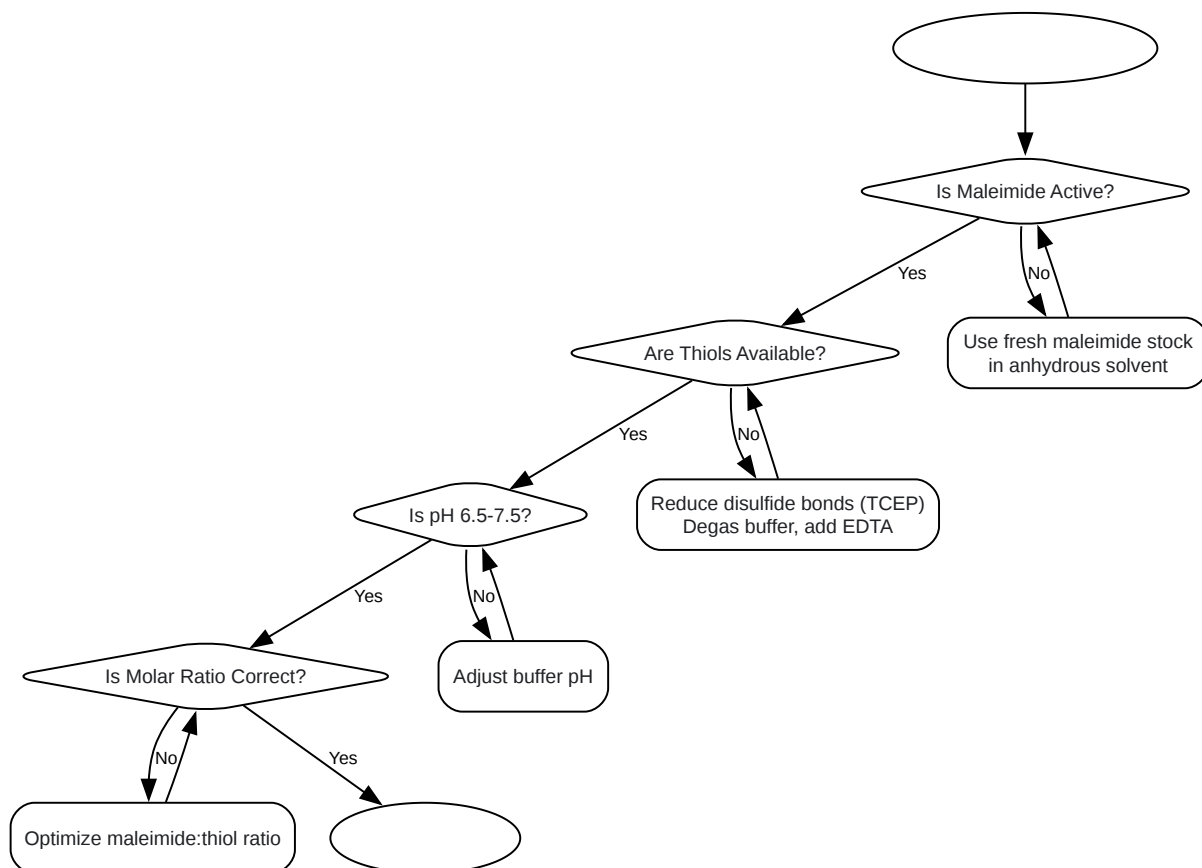 Is Maleimide Active?
Yes
No
Use fresh maleimide stock
in anhydrous solvent
Are Thiols Available?
Yes
No
Reduce disulfide bonds (TCEP)
Degas buffer, add EDTA
Is pH 6.5-7.5?
Yes
No
Adjust buffer pH
Is Molar Ratio Correct?
No
Yes
Optimize maleimide:thiol ratio